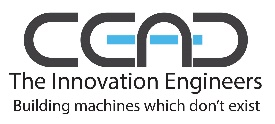 CEAD
The Innovation Engineers
Building machines which don't exist